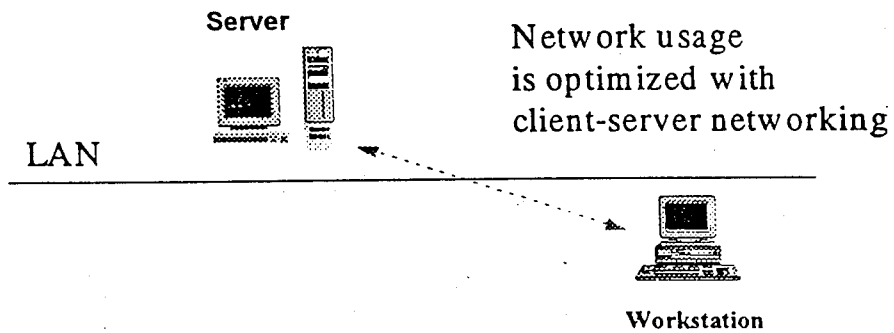 Server
Network usage
is optimized with
client-server networking
LAN
Workstation